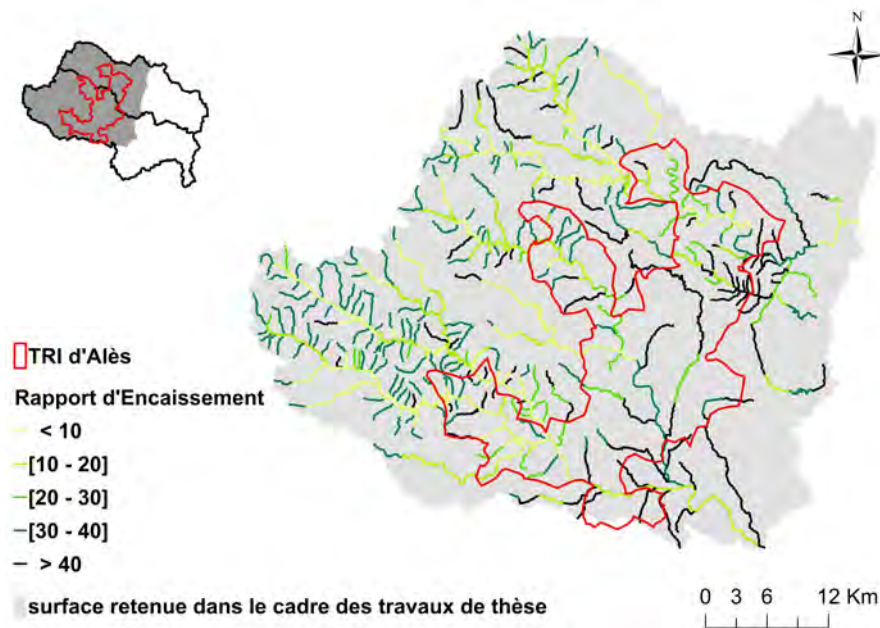 N
TRI d'Alès
Rapport d'Encaissement
< 10
[10 - 20]
[20 - 30]
[30 - 40]
> 40
surface retenue dans le cadre des travaux de thèse
0 3 6 12 Km